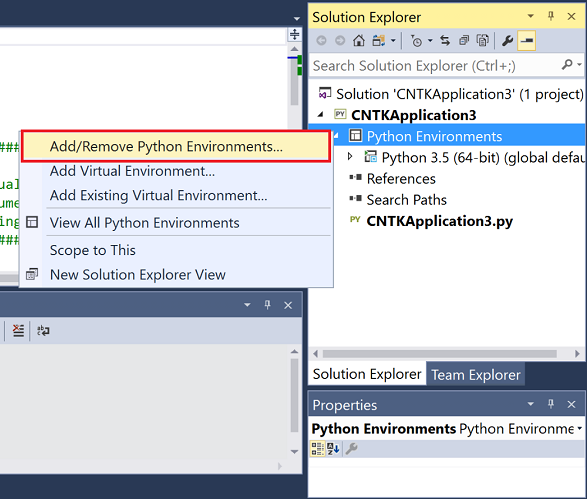 Solution Explorer
Search Solution Explorer (Ctrl+;)
Solution 'CNTKApplication3' (1 project)
PY CNTKApplication3
Python Environments
Python 3.5 (64-bit) (global defau
References
Search Paths
PY CNTKApplication3.py
###
Add/Remove Python Environments...
ual
Add Virtual Environment...
ume
Add Existing Virtual Environment...
ing
View All Python Environments
###
Scope to This
New Solution Explorer View
Solution Explorer Team Explorer
Properties
Python Environments Python Environme